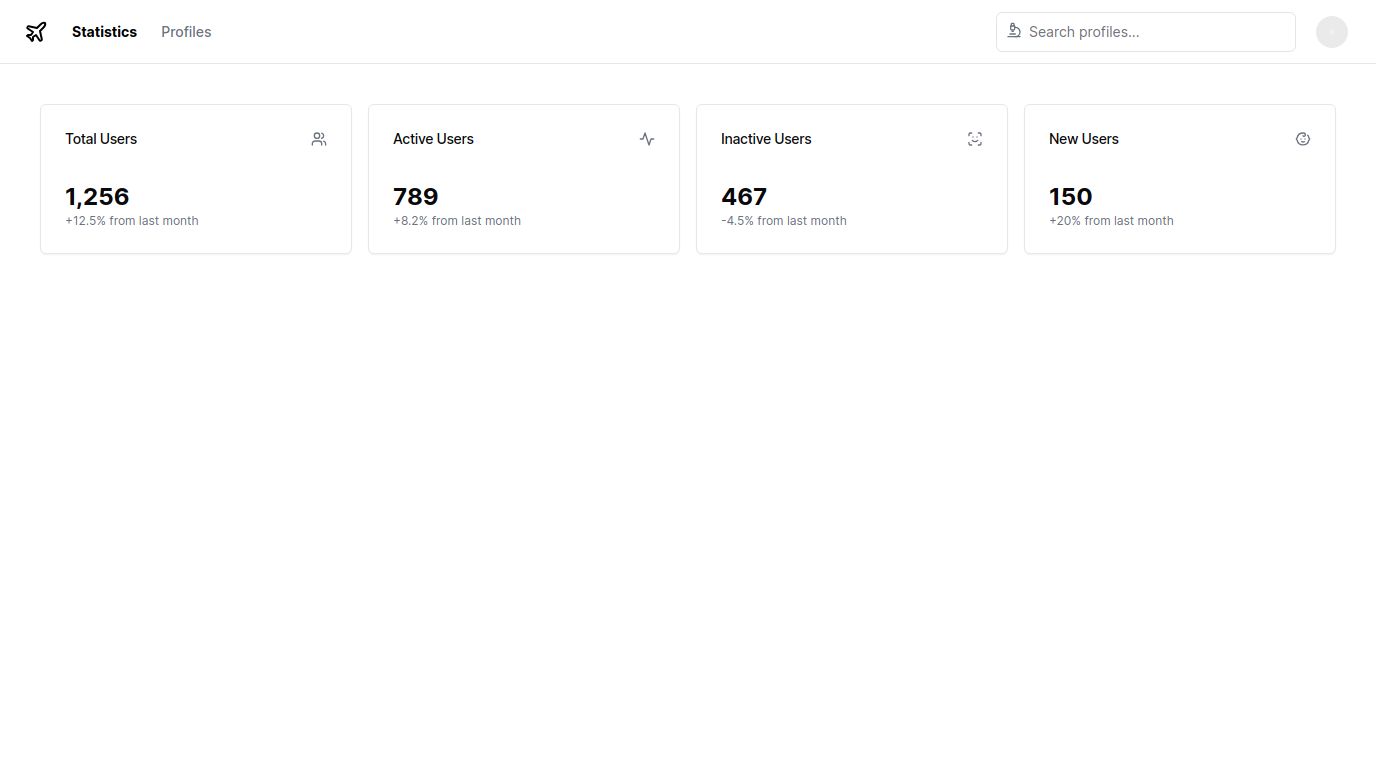 Statistics
Profiles
Search profiles...
Total Users
1,256
+12.5% from last month
Active Users
789
+8.2% from last month
Inactive Users
467
-4.5% from last month
New Users
150
+20% from last month